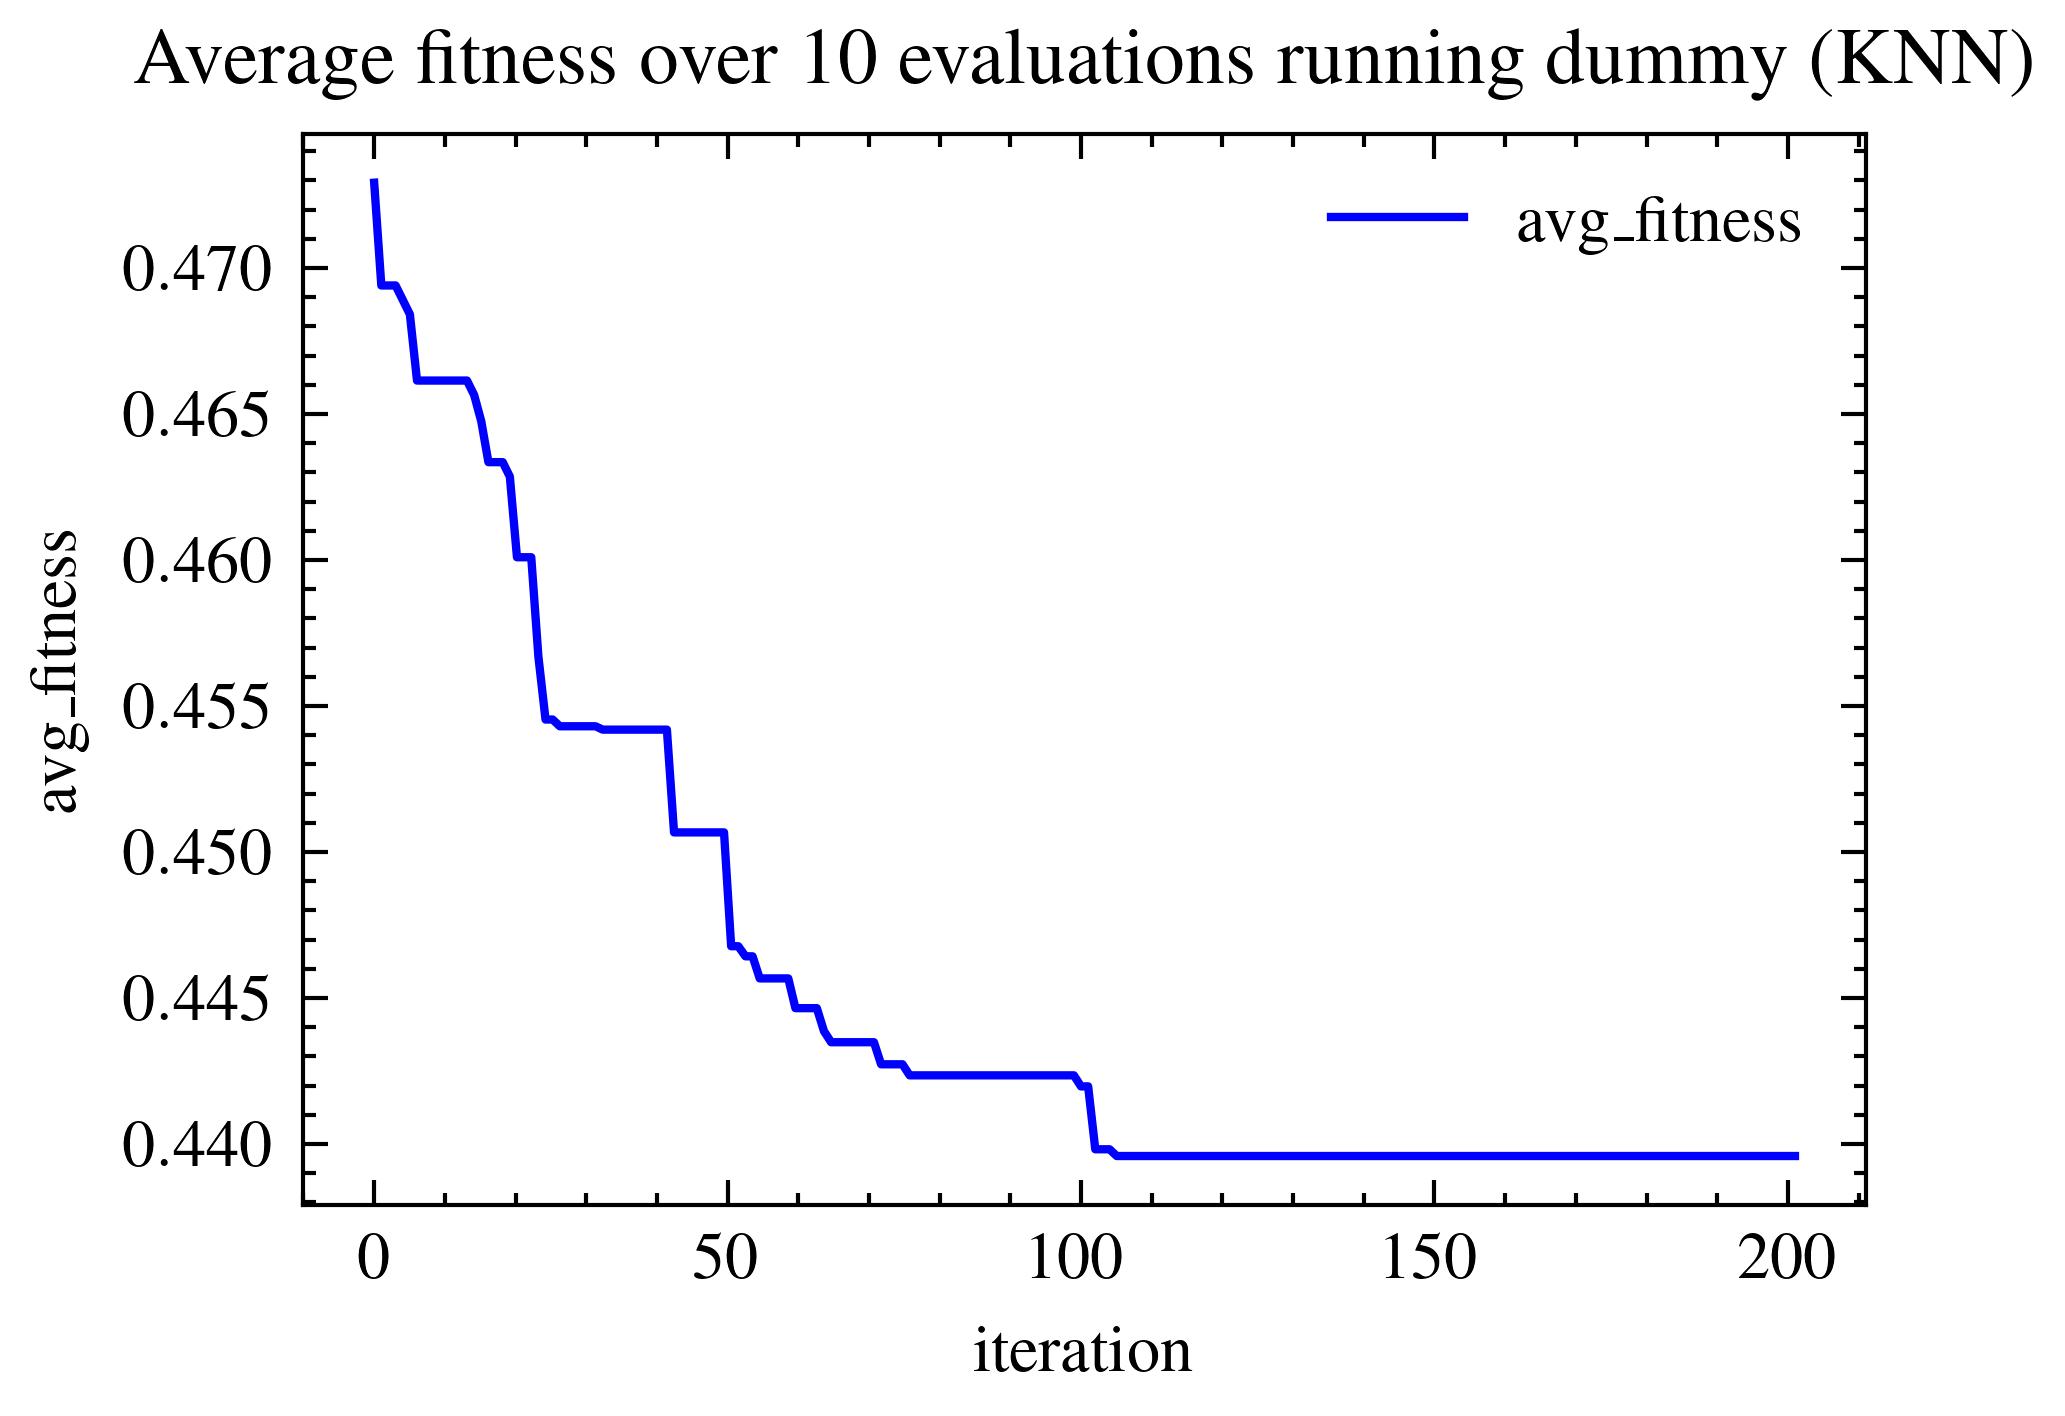 Average fitness over 10 evaluations running dummy (KNN)
avg_fitness
0.470
0.465
0.460
0.455
0.450
0.445
0.440
avg_fitness
0 50 100 150 200
iteration